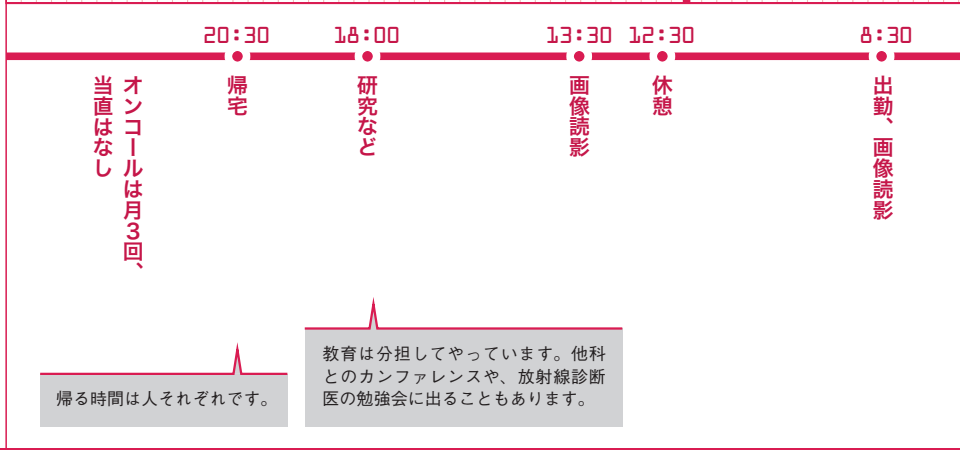 8:30
出勤、画像読影
12:30
休憩
13:30
画像読影
18:00
研究など
20:30
帰宅
オンコールは月3回、
当直はなし
教育は分担してやっています。他科
とのカンファレンスや、放射線診断
医の勉強会に出ることもあります。
帰る時間は人それぞれです。